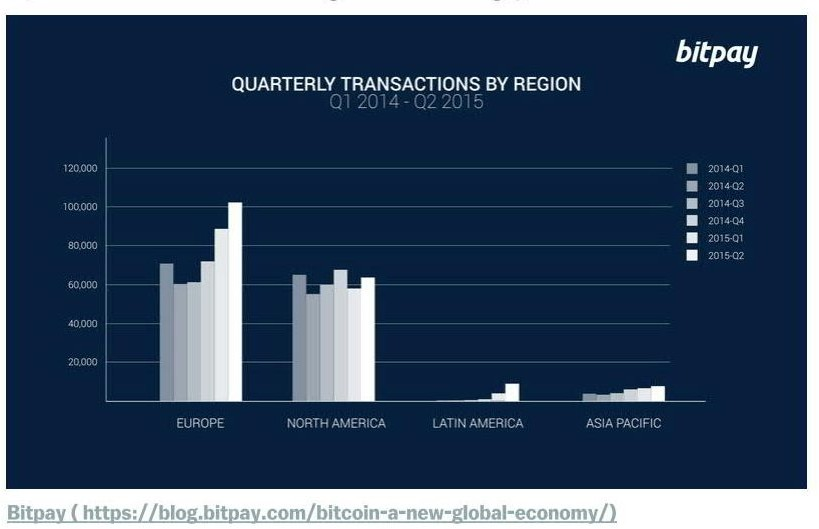 bitpay
QUARTERLY TRANSACTIONS BY REGION
Q1 2014 - Q2 2015
120,000
100,000
80,000
60,000
40,000
20,000
2014-Q1
2014-Q2
2014-Q3
2014-Q4
2015-Q1
2015-Q2
EUROPE
NORTH AMERICA
LATIN AMERICA
ASIA PACIFIC
Bitpay ( https://blog.bitpay.com/bitcoin-a-new-global-economy/)